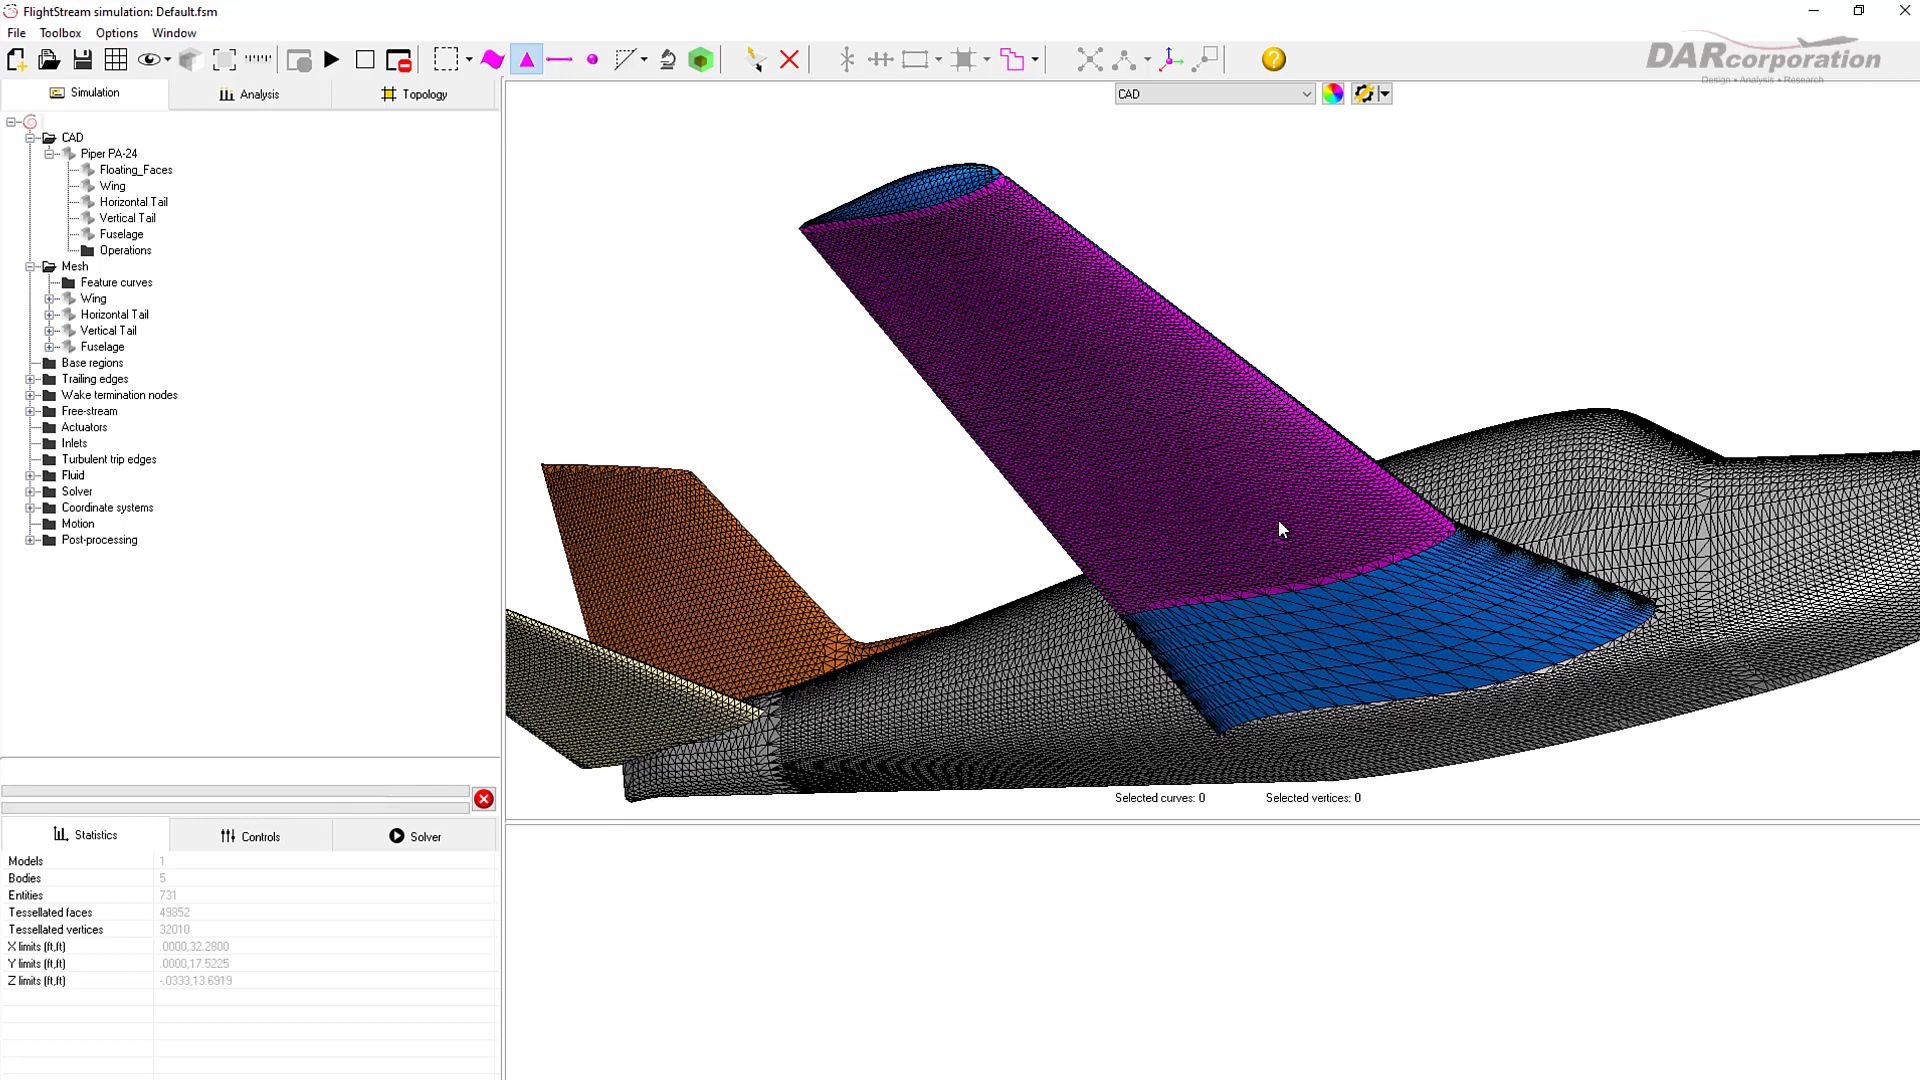 FlightStream simulation: Default.fsm
File Toolbox Options Window
DARcorporation
Design • Analysis • Research
Simulation Analysis Topology
CAD
CAD
Piper PA-24
Floating_Faces
Wing
Horizontal Tail
Vertical Tail
Fuselage
Operations
Mesh
Feature curves
Wing
Horizontal Tail
Vertical Tail
Fuselage
Base regions
Trailing edges
Wake termination nodes
Free-stream
Actuators
Inlets
Turbulent trip edges
Fluid
Solver
Coordinate systems
Motion
Post-processing
Selected curves: 0 Selected vertices: 0
Statistics Controls Solver
Models 1
Bodies 5
Entities 731
Tessellated faces 49852
Tessellated vertices 32010
X limits (ft,ft) .0000,32.2800
Y limits (ft,ft) .0000,17.5225
Z limits (ft,ft) -.0333,13.6919